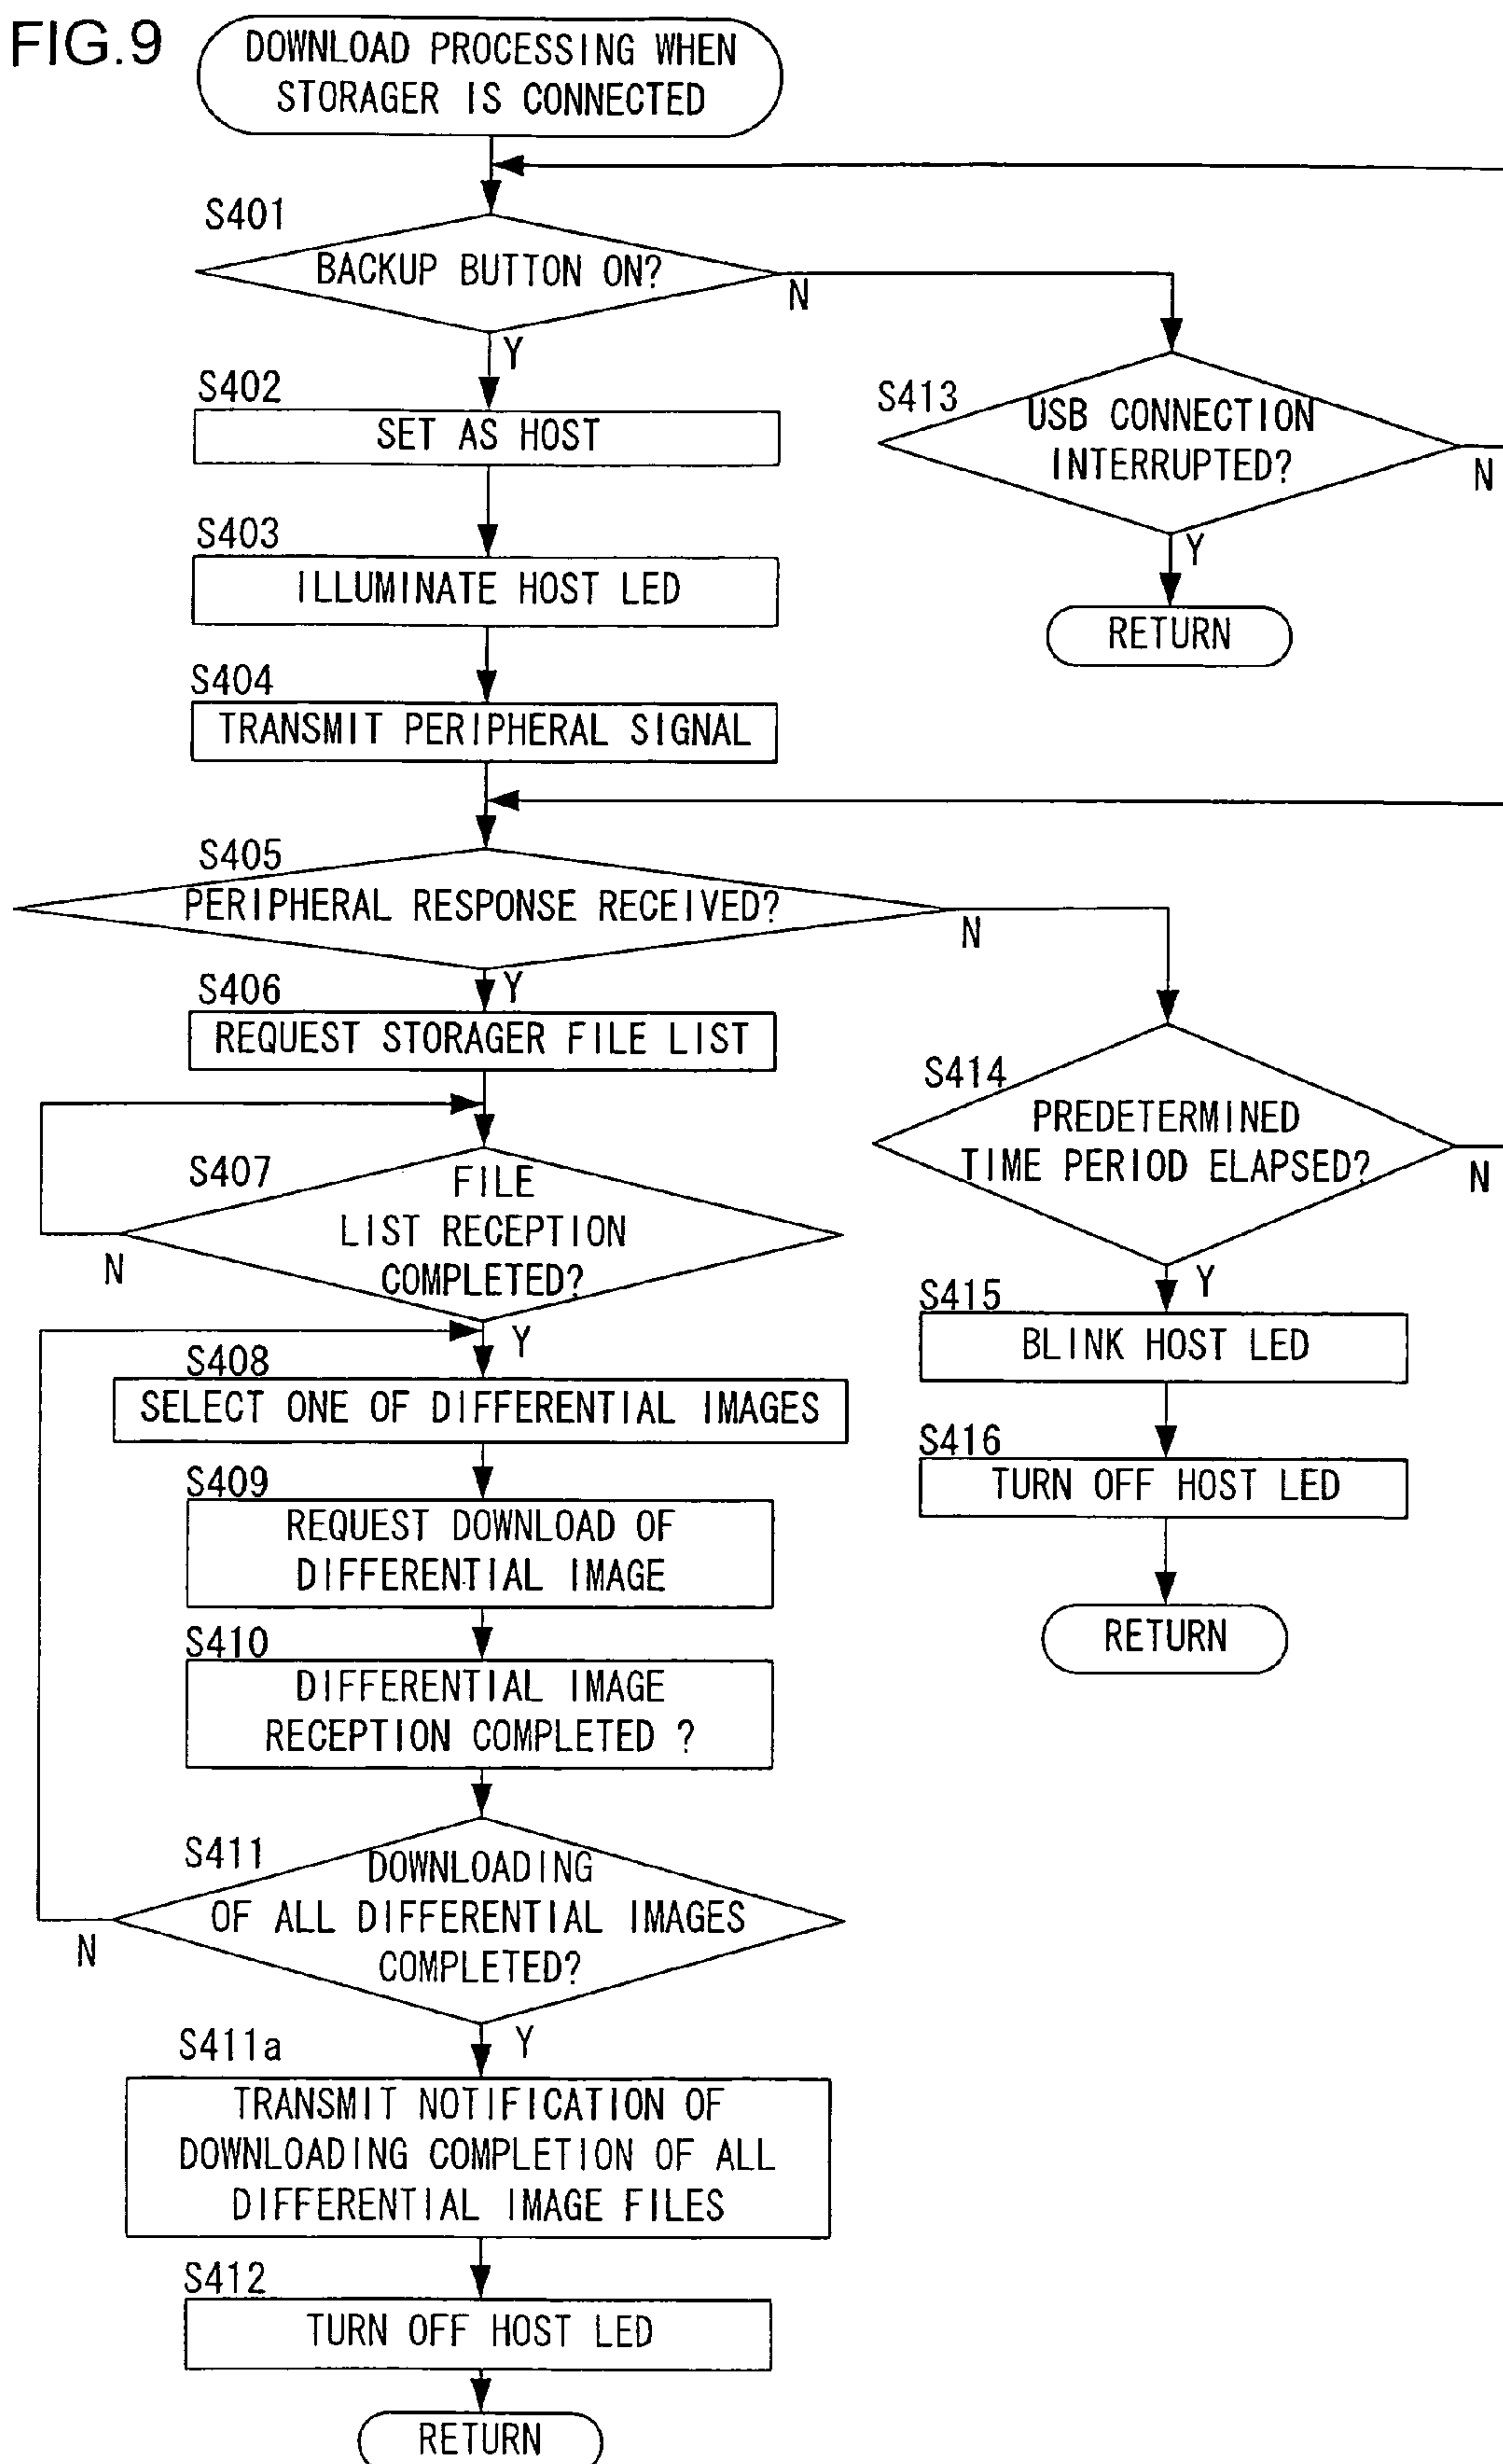 FIG.9
DOWNLOAD PROCESSING WHEN
STORAGER IS CONNECTED
S401
BACKUP BUTTON ON?
N
Y
S402
SET AS HOST
S413
USB CONNECTION
INTERRUPTED?
N
Y
RETURN
S403
ILLUMINATE HOST LED
S404
TRANSMIT PERIPHERAL SIGNAL
S405
PERIPHERAL RESPONSE RECEIVED?
N
Y
S406
REQUEST STORAGER FILE LIST
S414
PREDETERMINED
TIME PERIOD ELAPSED?
N
Y
S407
FILE
LIST RECEPTION
COMPLETED?
N
Y
S415
BLINK HOST LED
S408
SELECT ONE OF DIFFERENTIAL IMAGES
S416
TURN OFF HOST LED
RETURN
S409
REQUEST DOWNLOAD OF
DIFFERENTIAL IMAGE
S410
DIFFERENTIAL IMAGE
RECEPTION COMPLETED ?
S411
DOWNLOADING
OF ALL DIFFERENTIAL IMAGES
COMPLETED?
N
Y
S411a
TRANSMIT NOTIFICATION OF
DOWNLOADING COMPLETION OF ALL
DIFFERENTIAL IMAGE FILES
S412
TURN OFF HOST LED
RETURN